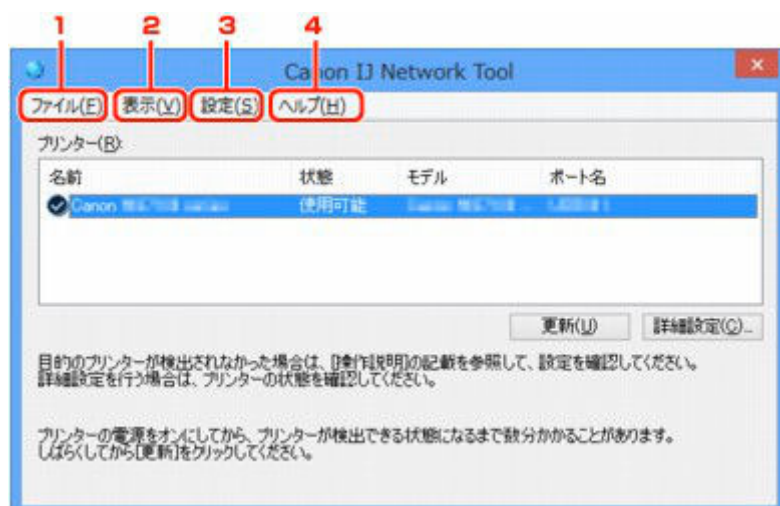 1 2 3 4
Canon IJ Network Tool
ファイル(F) 表示(V) 設定(S) ヘルプ(H)
プリンター(R):
名前 状態 モデル ポート名
Canon 使用可能
更新(U) 詳細設定(C)...
目的のプリンターが検出されなかった場合は、[操作説明]の記載を参照して、設定を確認してください。
詳細設定を行う場合は、プリンターの状態を確認してください。
プリンターの電源をオンにしてから、プリンターが検出できる状態になるまで数分かかることがあります。
しばらくしてから[更新]をクリックしてください。